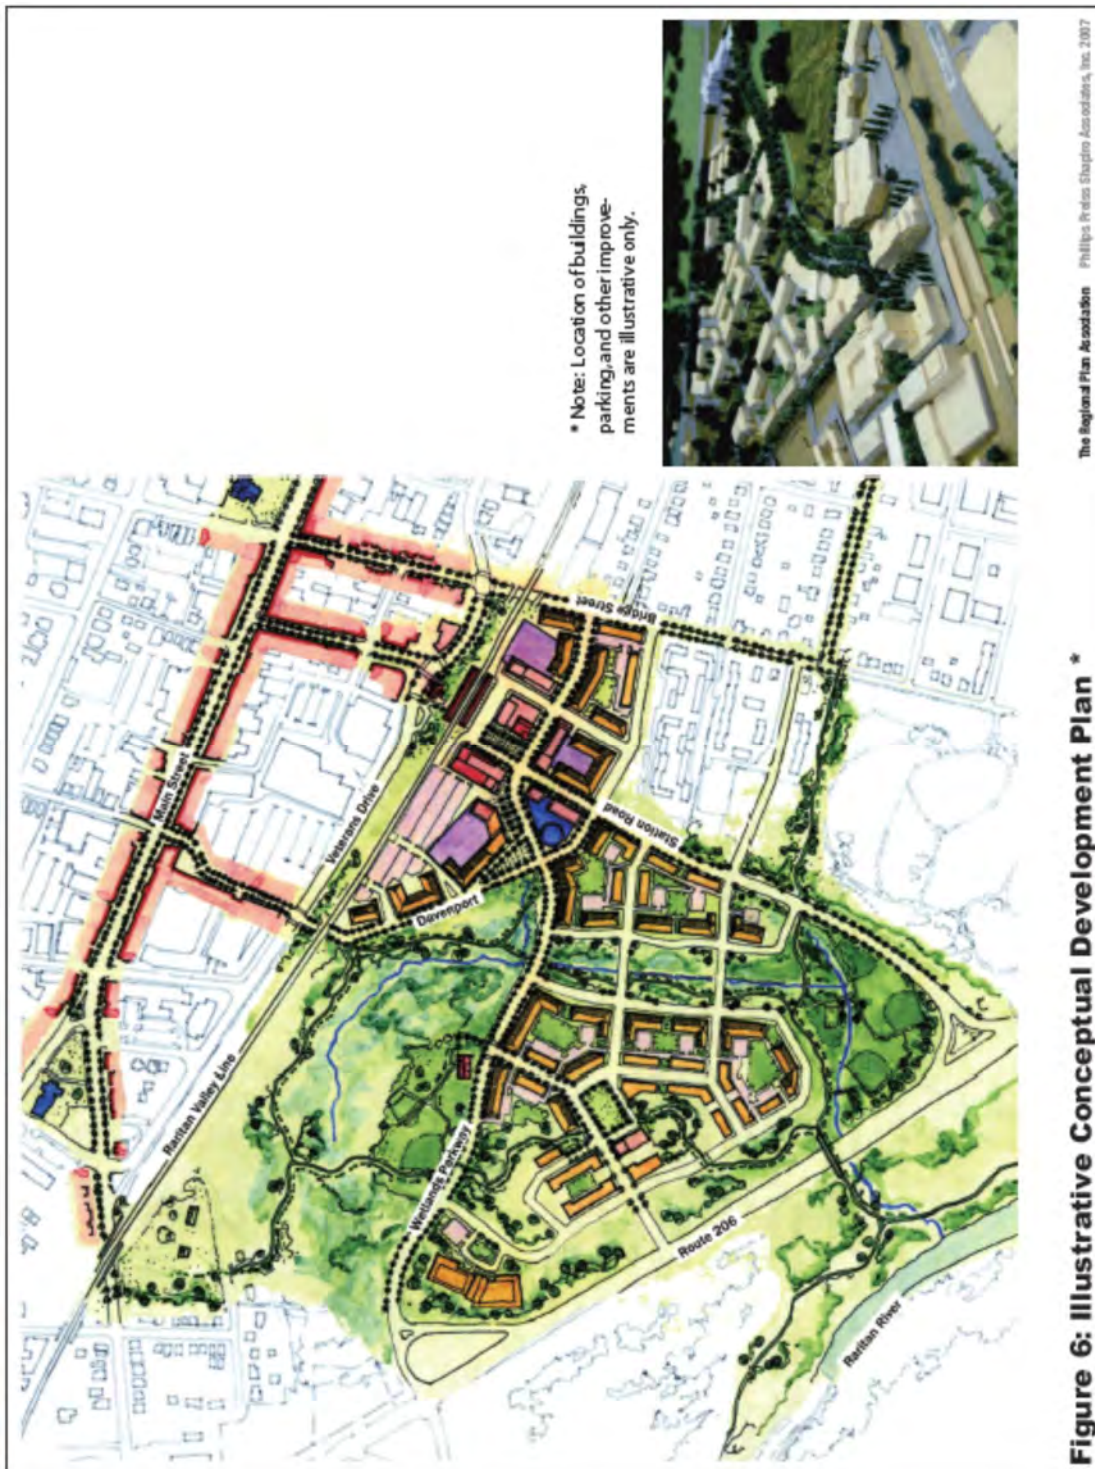 * Note: Location of buildings,
parking,and other improve-
ments are illustrative only.
Main Street
Veterans Drive
Raritan Valley Line
Davenport
Bridge Street
Station Road
Wetlands Parkway
Route 206
Raritan River
The Regional Plan Association Phillips Preiss Shapiro Associates, Inc. 2007
Figure 6: Illustrative Conceptual Development Plan *